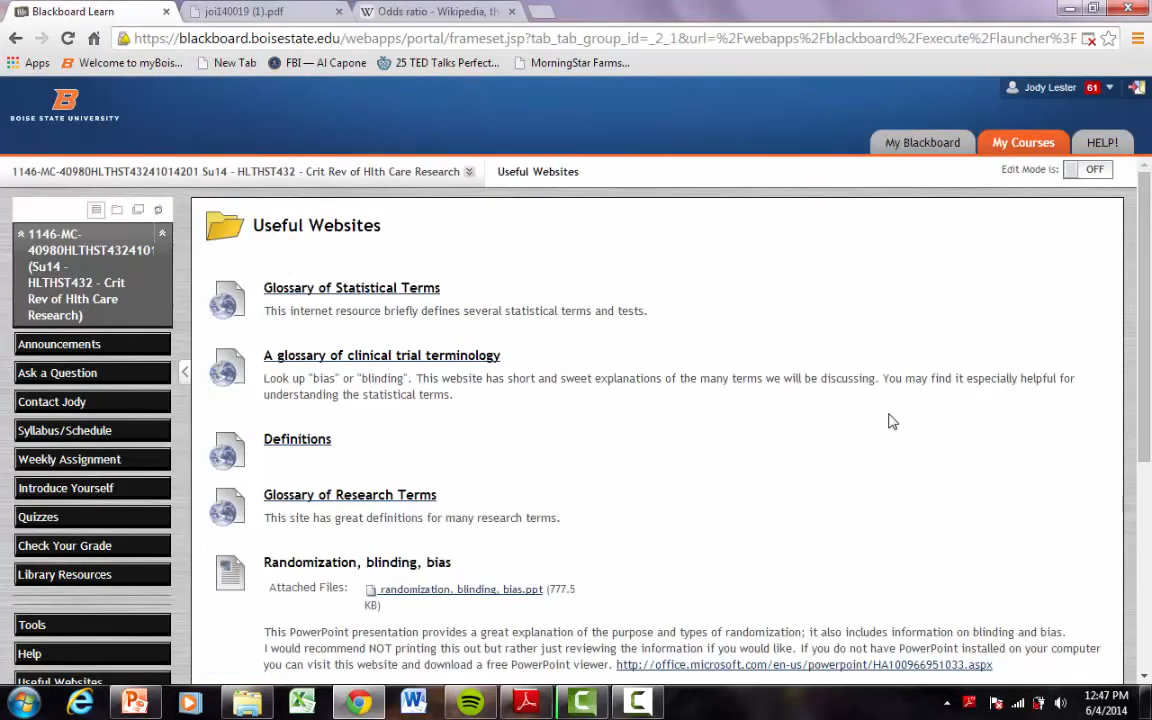 Blackboard Learn
joi140019 (1).pdf
Odds ratio - Wikipedia, th
https://blackboard.boisestate.edu/webapps/portal/frameset.jsp?tab_tab_group_id=_2_1&url=%2Fwebapps%2Fblackboard%2Fexecute%2Flauncher%3F
Apps
Welcome to myBois...
New Tab
FBI — Al Capone
25 TED Talks Perfect...
MorningStar Farms...
B
BOISE STATE UNIVERSITY
Jody Lester 61
My Blackboard
My Courses
HELP!
1146-MC-40980HLTHST43241014201 Su14 - HLTHST432 - Crit Rev of Hlth Care Research
Useful Websites
Edit Mode is: OFF
1146-MC-
40980HLTHST4324101
(Su14 -
HLTHST432 - Crit
Rev of Hlth Care
Research)
Announcements
Ask a Question
Contact Jody
Syllabus/Schedule
Weekly Assignment
Introduce Yourself
Quizzes
Check Your Grade
Library Resources
Tools
Help
Useful Websites
Useful Websites
Glossary of Statistical Terms
This internet resource briefly defines several statistical terms and tests.
A glossary of clinical trial terminology
Look up "bias" or "blinding". This website has short and sweet explanations of the many terms we will be discussing. You may find it especially helpful for
understanding the statistical terms.
Definitions
Glossary of Research Terms
This site has great definitions for many research terms.
Randomization, blinding, bias
Attached Files: randomization, blinding, bias.ppt (777.5
KB)
This PowerPoint presentation provides a great explanation of the purpose and types of randomization; it also includes information on blinding and bias.
I would recommend NOT printing this out but rather just reviewing the information if you would like. If you do not have PowerPoint installed on your computer
you can visit this website and download a free PowerPoint viewer. http://office.microsoft.com/en-us/powerpoint/HA100966951033.aspx
12:47 PM
6/4/2014